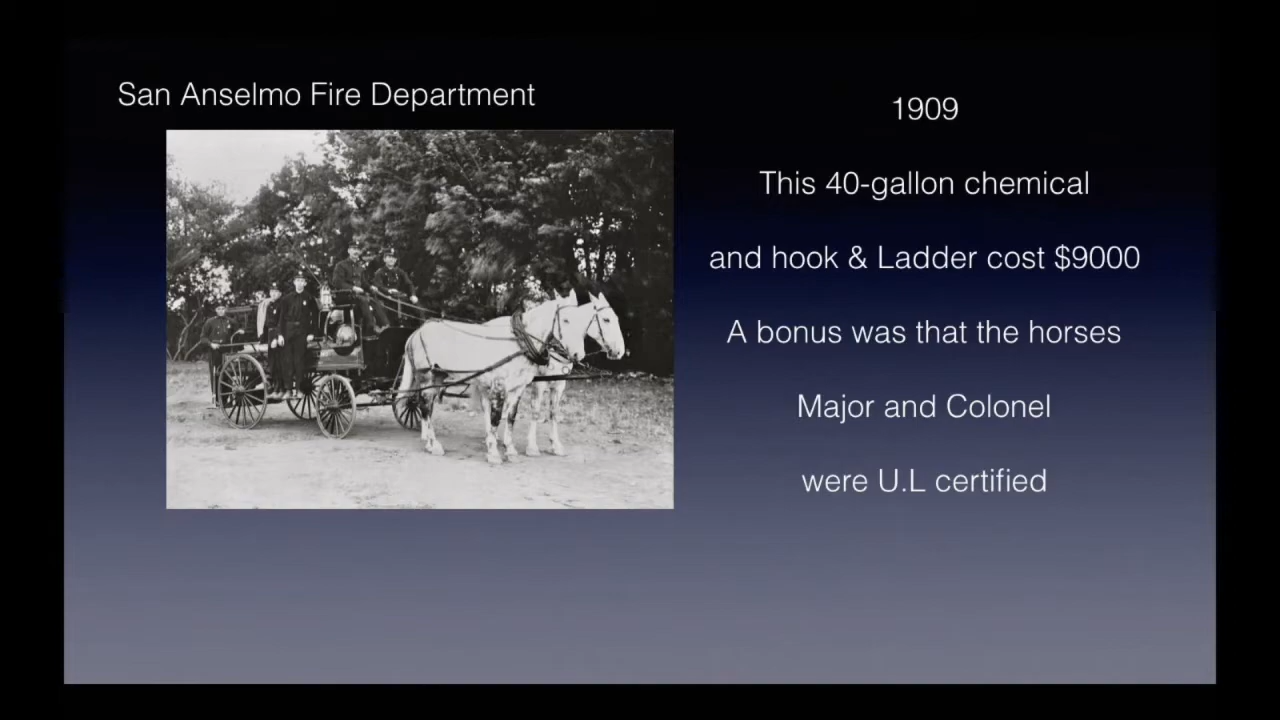 San Anselmo Fire Department
1909
This 40-gallon chemical
and hook & Ladder cost $9000
A bonus was that the horses
Major and Colonel
were U.L certified